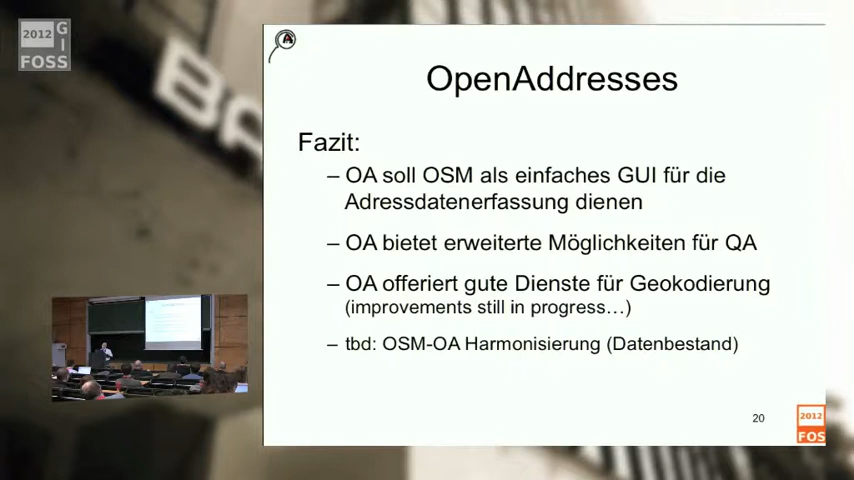 2012
GI
FOSS
BA
A
OpenAddresses
Fazit:
– OA soll OSM als einfaches GUI für die
Adressdatenerfassung dienen
– OA bietet erweiterte Möglichkeiten für QA
– OA offeriert gute Dienste für Geokodierung
(improvements still in progress…)
– tbd: OSM-OA Harmonisierung (Datenbestand)
20
2012
FOS